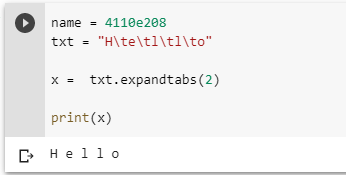 name = 4110e208
txt = "H\te\tl\tl\to"
x =  txt.expandtabs(2)
print(x)
H e l l o